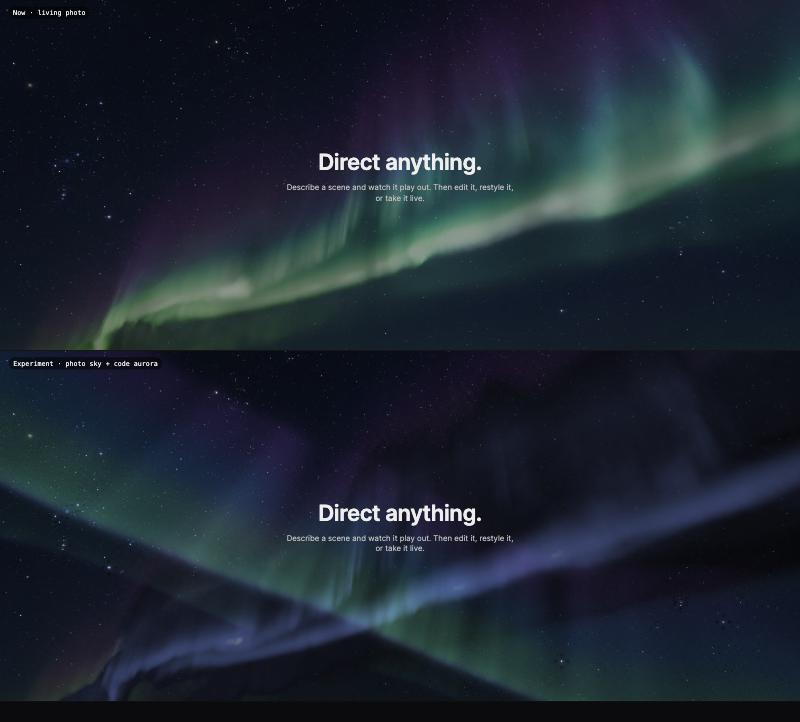 Now · living photo
Direct anything.
Describe a scene and watch it play out. Then edit it, restyle it,
or take it live.
Experiment · photo sky + code aurora
Direct anything.
Describe a scene and watch it play out. Then edit it, restyle it,
or take it live.